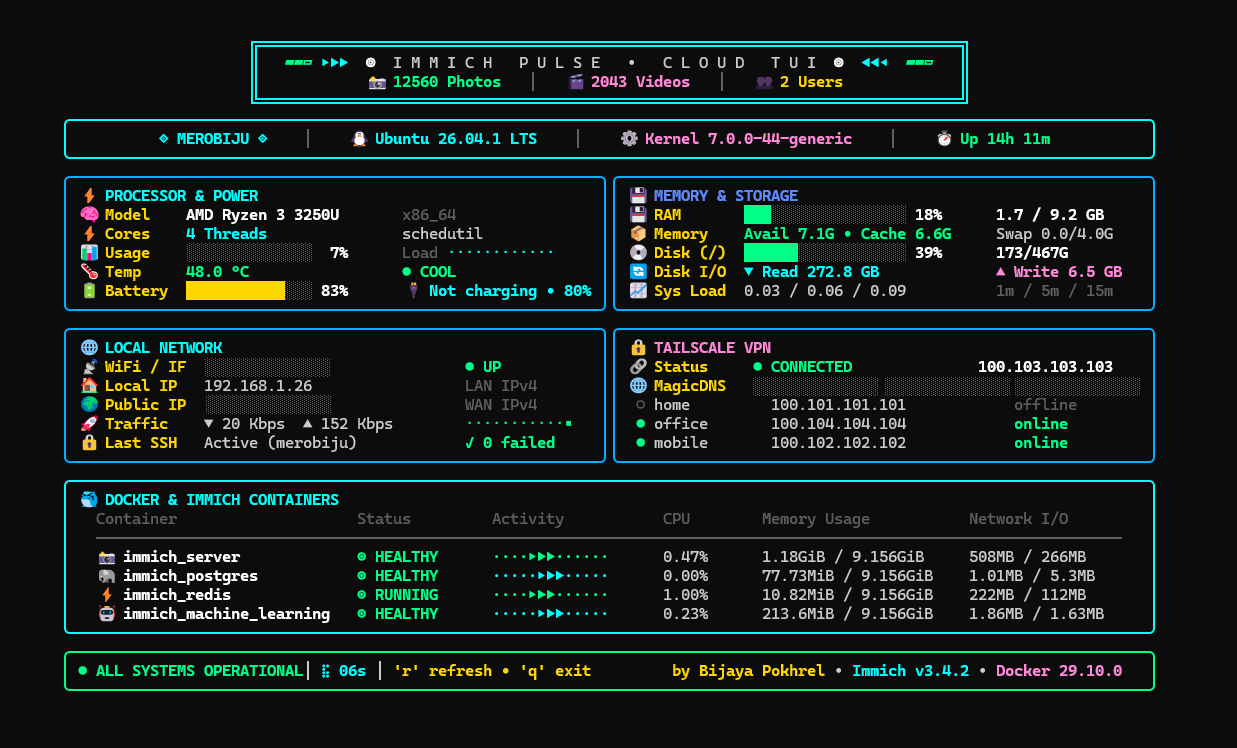 IMMICH PULSE • CLOUD TUI
12560 Photos │ 2043 Videos │ 2 Users
MEROBIJU │ Ubuntu 26.04.1 LTS │ Kernel 7.0.0-44-generic │ Up 14h 11m
PROCESSOR & POWER
Model AMD Ryzen 3 3250U x86_64
Cores 4 Threads schedutil
Usage 7% Load
Temp 48.0 °C ● COOL
Battery 83% Not charging • 80%
MEMORY & STORAGE
RAM 18% 1.7 / 9.2 GB
Memory Avail 7.1G • Cache 6.6G Swap 0.0/4.0G
Disk (/) 39% 173/467G
Disk I/O ▼ Read 272.8 GB ▲ Write 6.5 GB
Sys Load 0.03 / 0.06 / 0.09 1m / 5m / 15m
LOCAL NETWORK
WiFi / IF ● UP
Local IP 192.168.1.26 LAN IPv4
Public IP WAN IPv4
Traffic ▼ 20 Kbps ▲ 152 Kbps
Last SSH Active (merobiju) √ 0 failed
TAILSCALE VPN
Status ● CONNECTED 100.103.103.103
MagicDNS
○ home 100.101.101.101 offline
● office 100.104.104.104 online
● mobile 100.102.102.102 online
DOCKER & IMMICH CONTAINERS
Container Status Activity CPU Memory Usage Network I/O
immich_server HEALTHY 0.47% 1.18GiB / 9.156GiB 508MB / 266MB
immich_postgres HEALTHY 0.00% 77.73MiB / 9.156GiB 1.01MB / 5.3MB
immich_redis RUNNING 1.00% 10.82MiB / 9.156GiB 222MB / 112MB
immich_machine_learning HEALTHY 0.23% 213.6MiB / 9.156GiB 1.86MB / 1.63MB
● ALL SYSTEMS OPERATIONAL│ 06s │ 'r' refresh • 'q' exit by Bijaya Pokhrel • Immich v3.4.2 • Docker 29.10.0